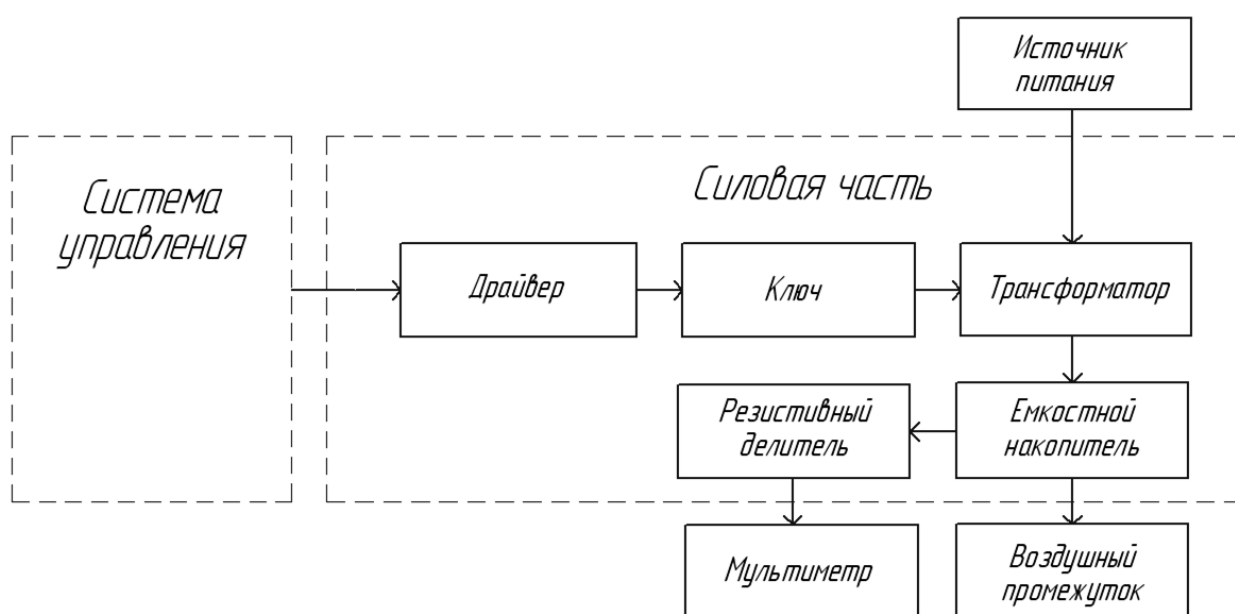 Источник
питания
Система
управления
Силовая часть
Драйвер
Ключ
Трансформатор
Резистивный
делитель
Емкостной
накопитель
Мультиметр
Воздушный
промежуток